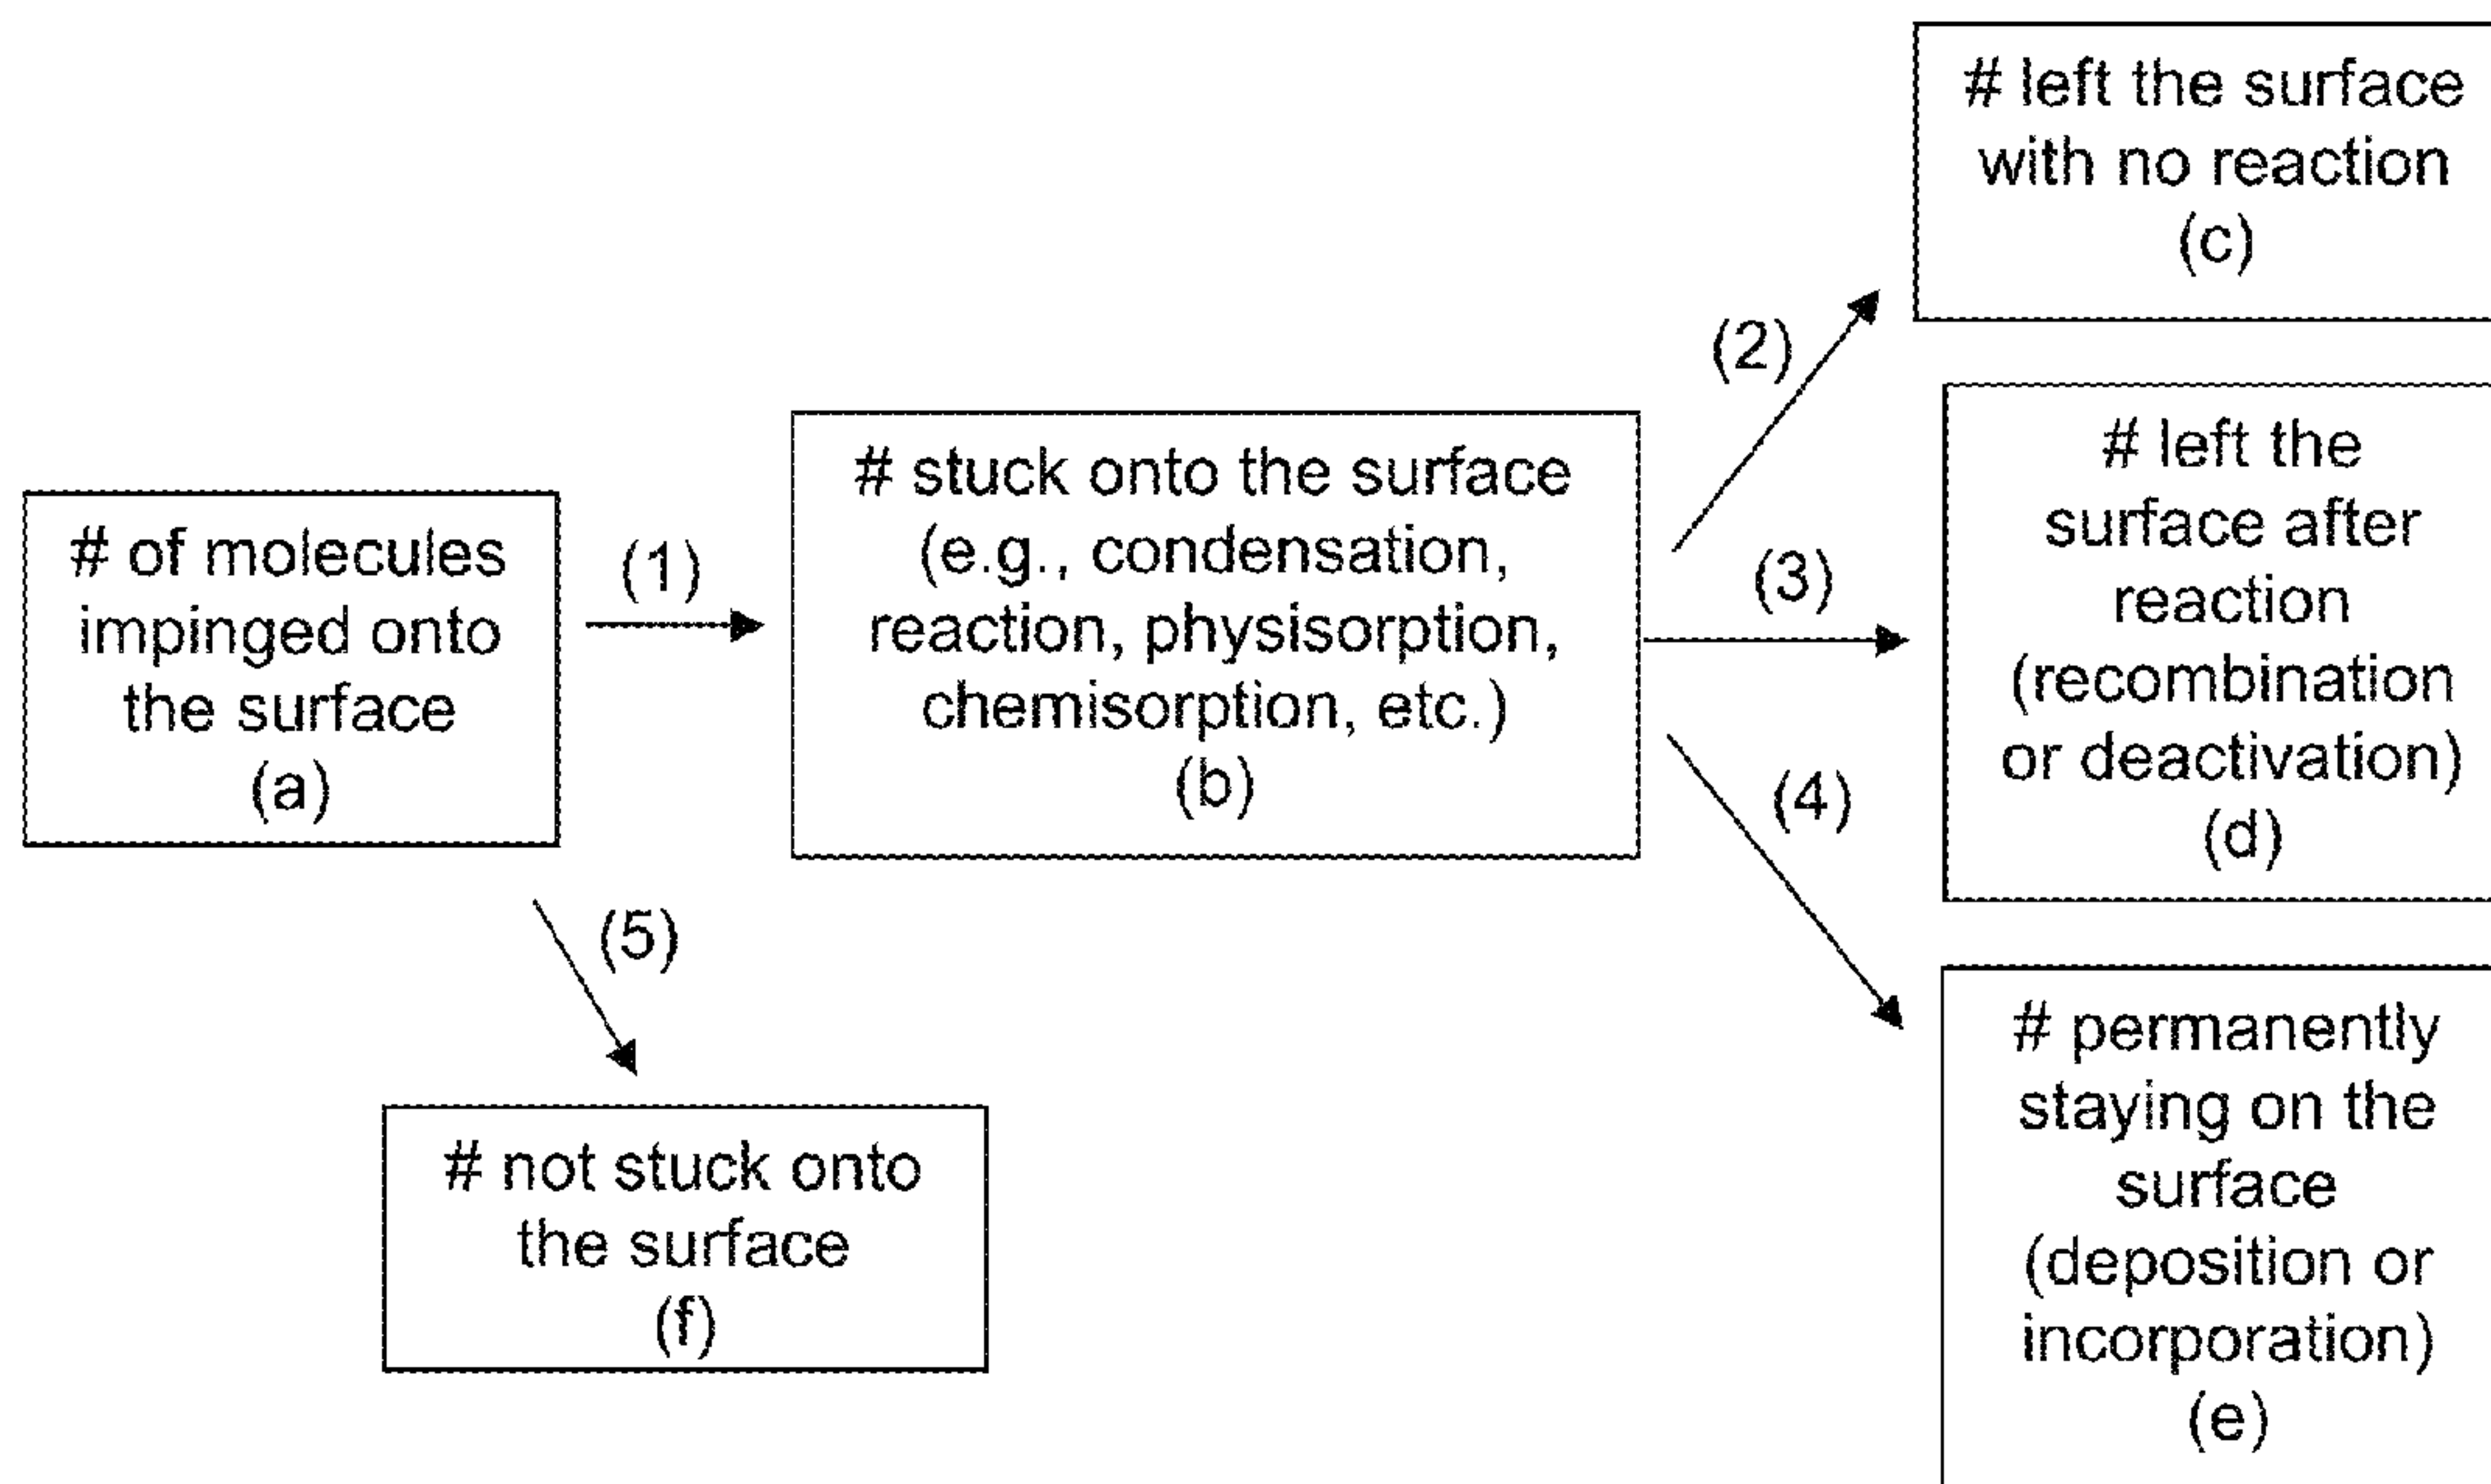 # of molecules
impinged onto
the surface
(a)
(1)
# stuck onto the surface
(e.g., condensation,
reaction, physisorption,
chemisorption, etc.)
(b)
(2)
# left the surface
with no reaction
(c)
(3)
# left the
surface after
reaction
(recombination
or deactivation)
(d)
(4)
# permanently
staying on the
surface
(deposition or
incorporation)
(e)
(5)
# not stuck onto
the surface
(f)